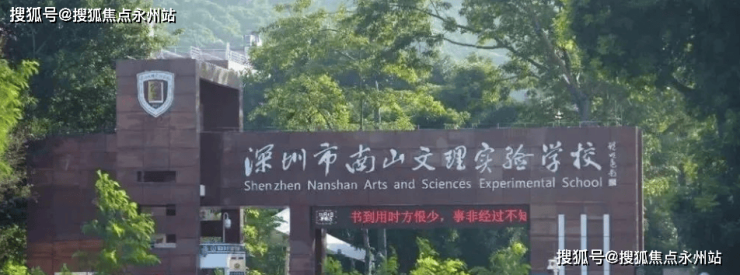 搜狐号@搜狐焦点永州站
深圳市南山文理实验学校
Shenzhen Nanshan Arts and Sciences Experimental School
书到用时方恨少，事非经过不知
搜狐号@搜狐焦点永州站